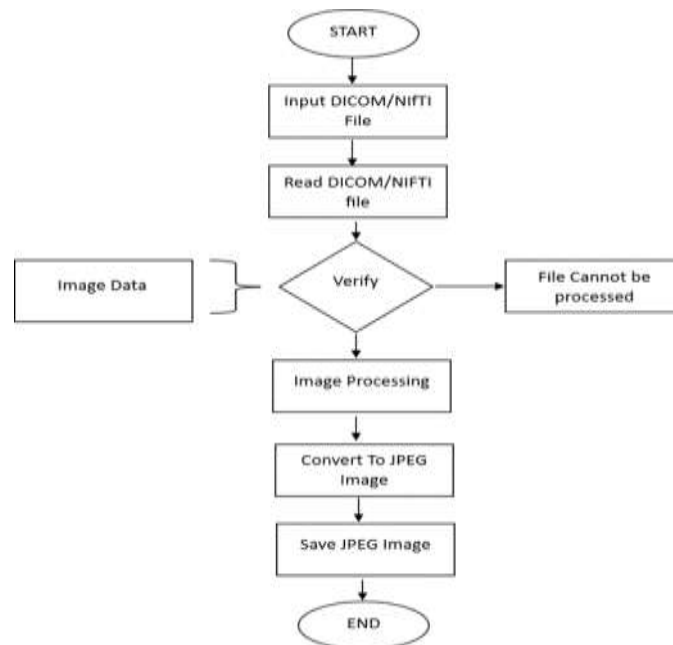 START
Input DICOM/NIfTI
File
Read DICOM/NIFTI
file
Image Data
Verify
File Cannot be
processed
Image Processing
Convert To JPEG
Image
Save JPEG Image
END